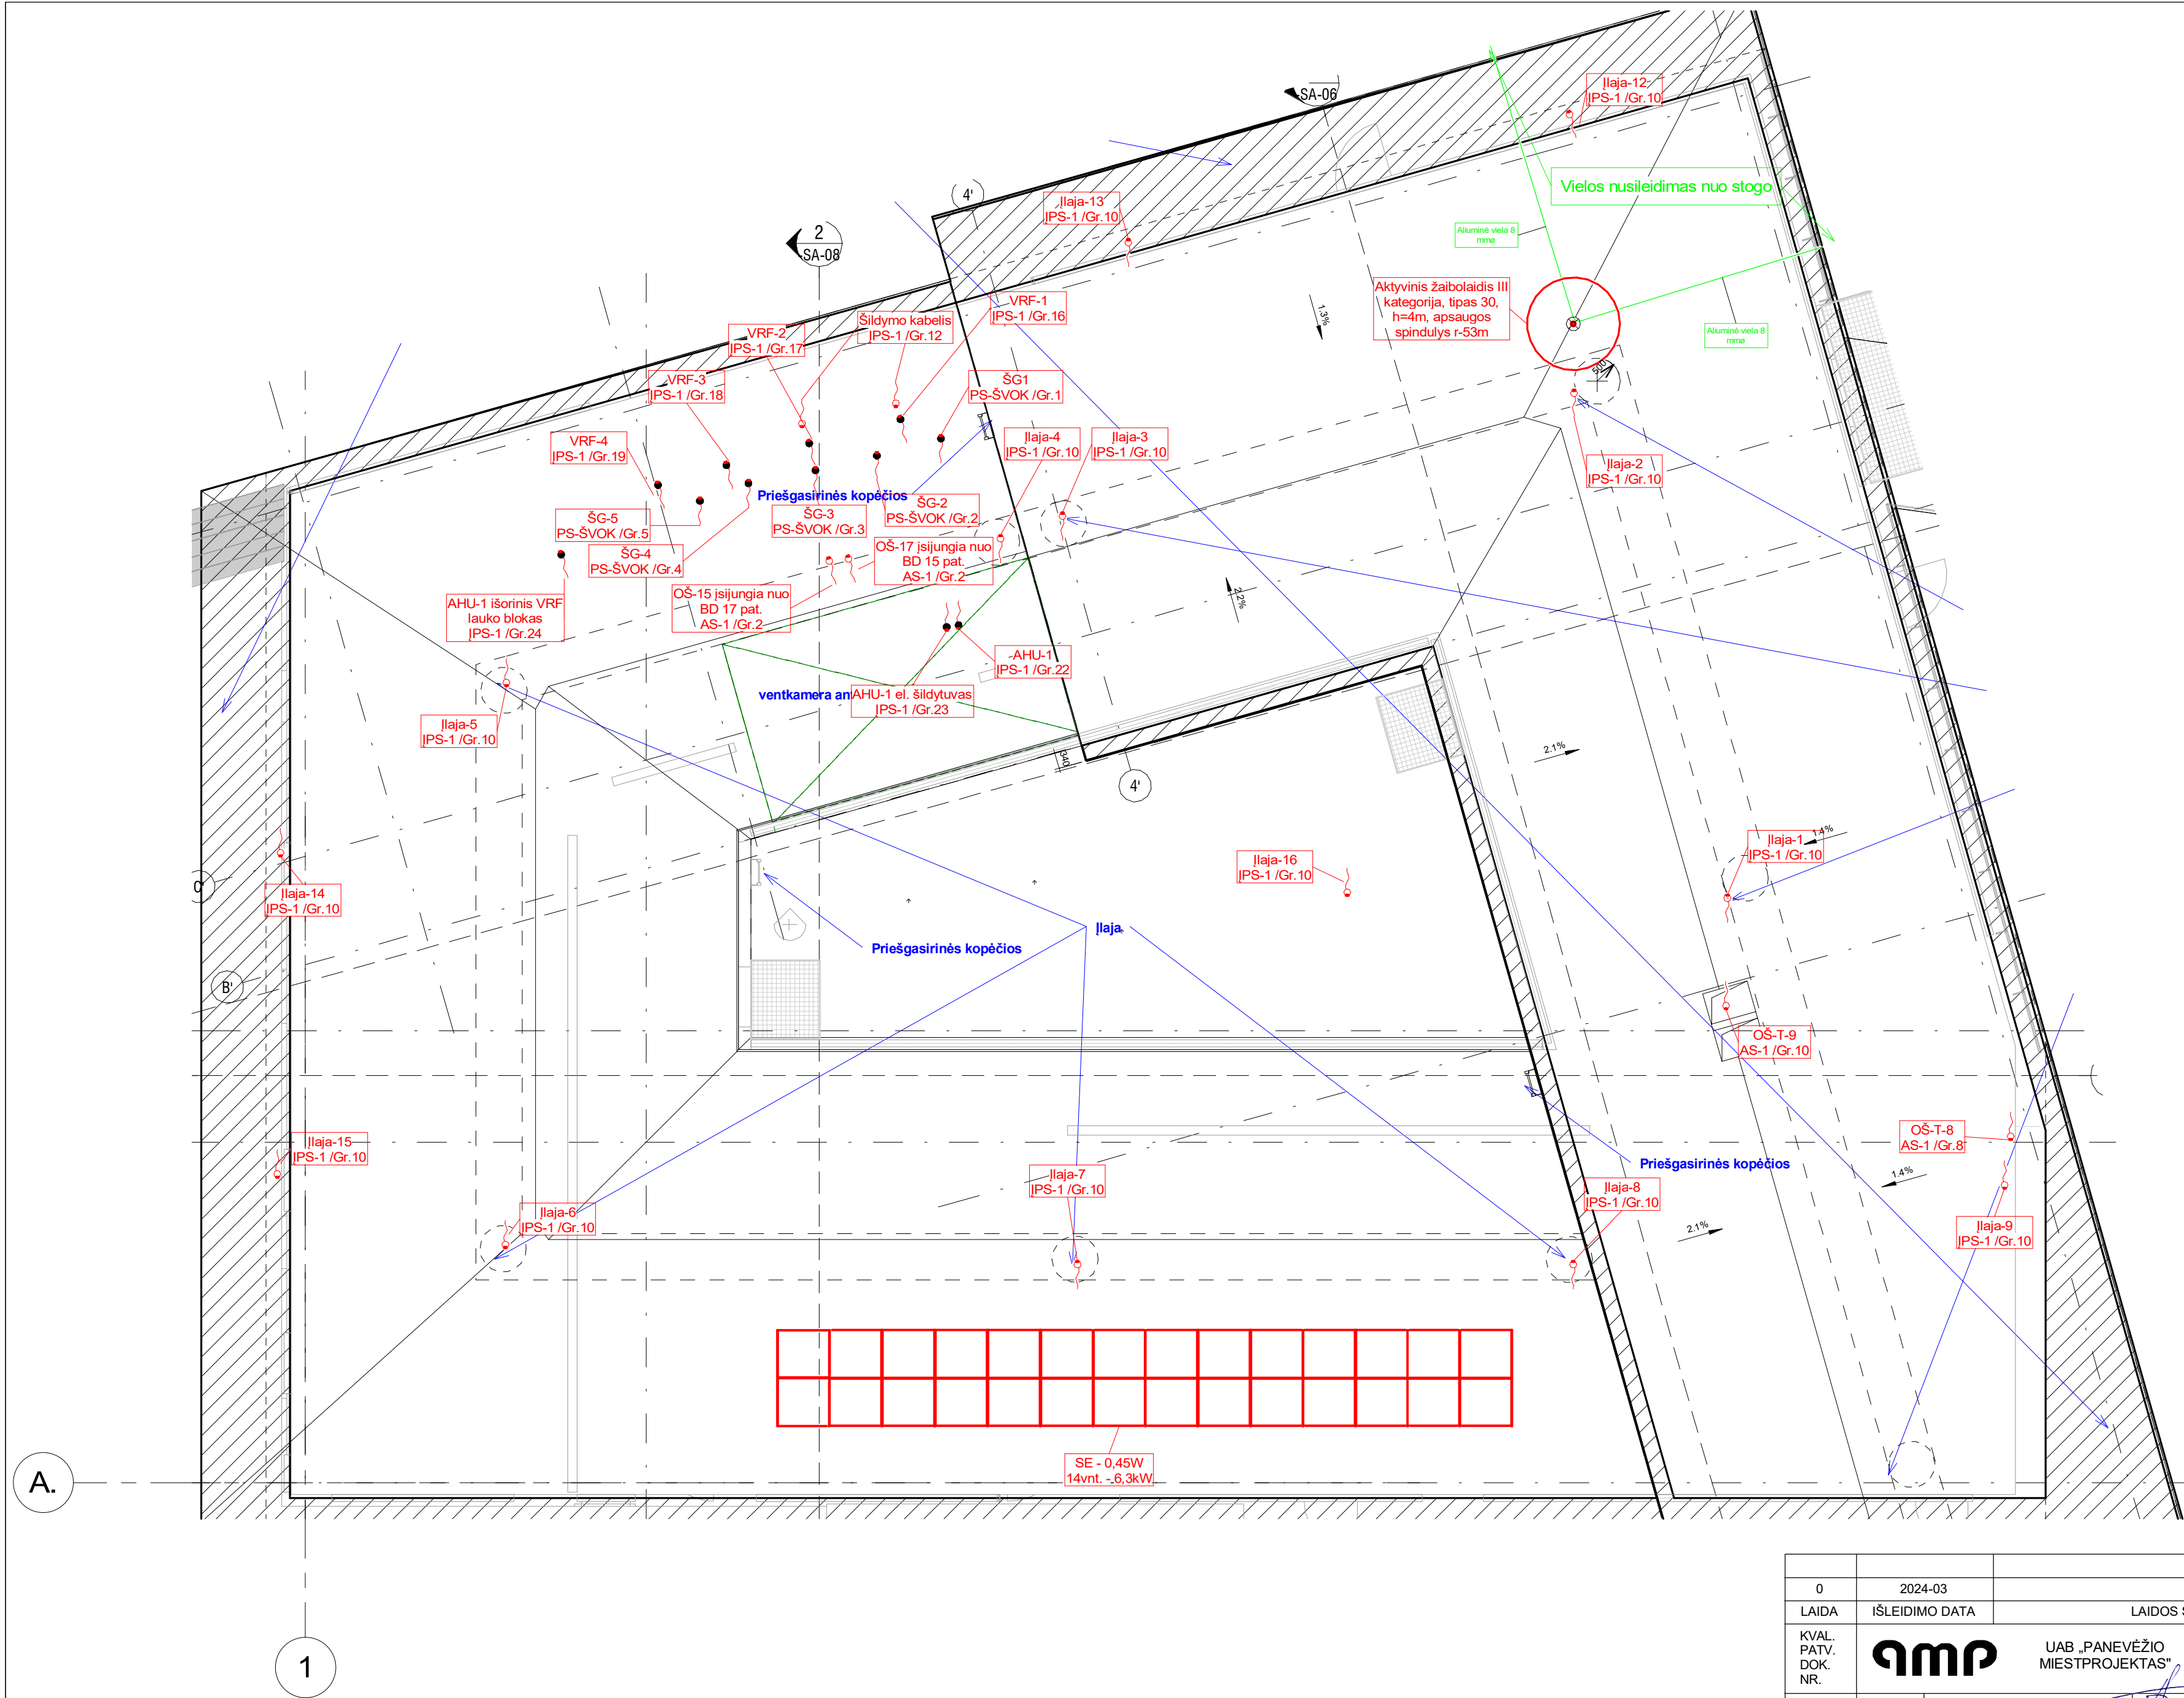 SA-06
Įlaja-12
ĮPS-1 /Gr.10
Vielos nusileidimas nuo stogo
4'
Įlaja-13
ĮPS-1 /Gr.10
Aliuminė viela 8
mmø
2
SA-08
Aktyvinis žaibolaidis III
kategorija, tipas 30,
h=4m, apsaugos
spindulys r-53m
VRF-1
ĮPS-1 /Gr.16
1.3%
Šildymo kabelis
ĮPS-1 /Gr.12
VRF-2
ĮPS-1 /Gr.17
Aliuminė viela 8
mmø
VRF-3
ĮPS-1 /Gr.18
ŠG1
PS-ŠVOK /Gr.1
VRF-4
ĮPS-1 /Gr.19
Įlaja-4
ĮPS-1 /Gr.10
Įlaja-3
ĮPS-1 /Gr.10
Įlaja-2
ĮPS-1 /Gr.10
Priešgasirinės kopėčios
ŠG-2
PS-ŠVOK /Gr.2
ŠG-3
PS-ŠVOK /Gr.3
ŠG-5
PS-ŠVOK /Gr.5
ŠG-4
PS-ŠVOK /Gr.4
OŠ-17 įsijungia nuo
BD 15 pat.
AS-1 /Gr.2
OŠ-15 įsijungia nuo
BD 17 pat.
AS-1 /Gr.2
2.2%
AHU-1 išorinis VRF
lauko blokas
ĮPS-1 /Gr.24
AHU-1
ĮPS-1 /Gr.22
ventkamera an
AHU-1 el. šildytuvas
ĮPS-1 /Gr.23
Įlaja-5
ĮPS-1 /Gr.10
340
2.1%
4'
Įlaja-1
ĮPS-1 /Gr.10
1.4%
Įlaja-16
ĮPS-1 /Gr.10
C'
Įlaja-14
ĮPS-1 /Gr.10
Įlaja
Priešgasirinės kopėčios
B'
OŠ-T-9
AS-1 /Gr.10
OŠ-T-8
AS-1 /Gr.8
Įlaja-15
ĮPS-1 /Gr.10
Priešgasirinės kopėčios
1.4%
Įlaja-7
ĮPS-1 /Gr.10
Įlaja-8
ĮPS-1 /Gr.10
Įlaja-6
ĮPS-1 /Gr.10
2.1%
Įlaja-9
ĮPS-1 /Gr.10
SE - 0,45W
14vnt. - 6,3kW
A.
1
0 2024-03
LAIDA IŠLEIDIMO DATA LAIDOS
KVAL.
PATV.
DOK.
NR.
qmp
UAB „PANEVĖŽIO
MIESTPROJEKTAS"